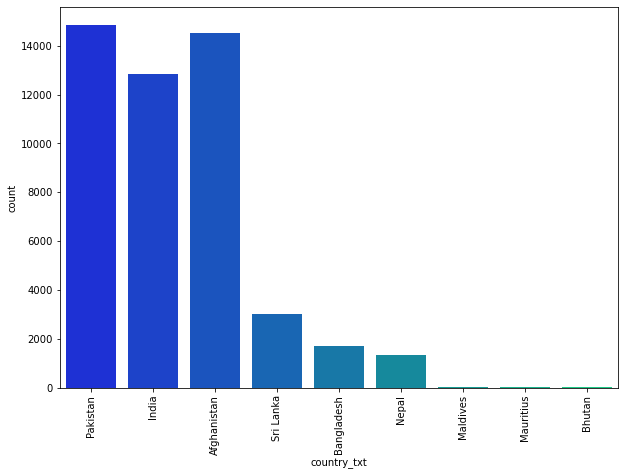 14000
12000
10000
8000
6000
4000
2000
0
count
Pakistan
India
Afghanistan
Sri Lanka
Bangladesh
Nepal
Maldives
Mauritius
Bhutan
country_txt